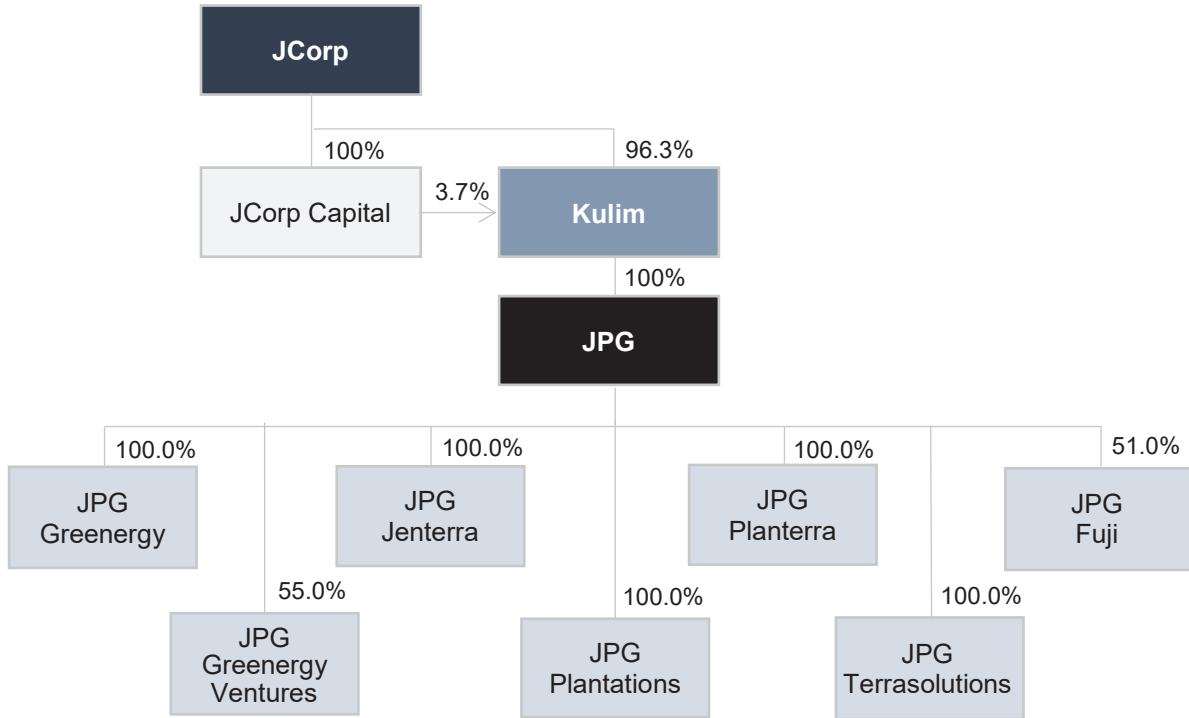 JCorp
100%
96.3%
JCorp Capital
3.7%
Kulim
100%
JPG
100.0%
100.0%
100.0%
51.0%
JPG
Greenergy
JPG
Jenterra
JPG
Planterra
JPG
Fuji
55.0%
100.0%
100.0%
JPG
Greenergy
Ventures
JPG
Plantations
JPG
Terrasolutions